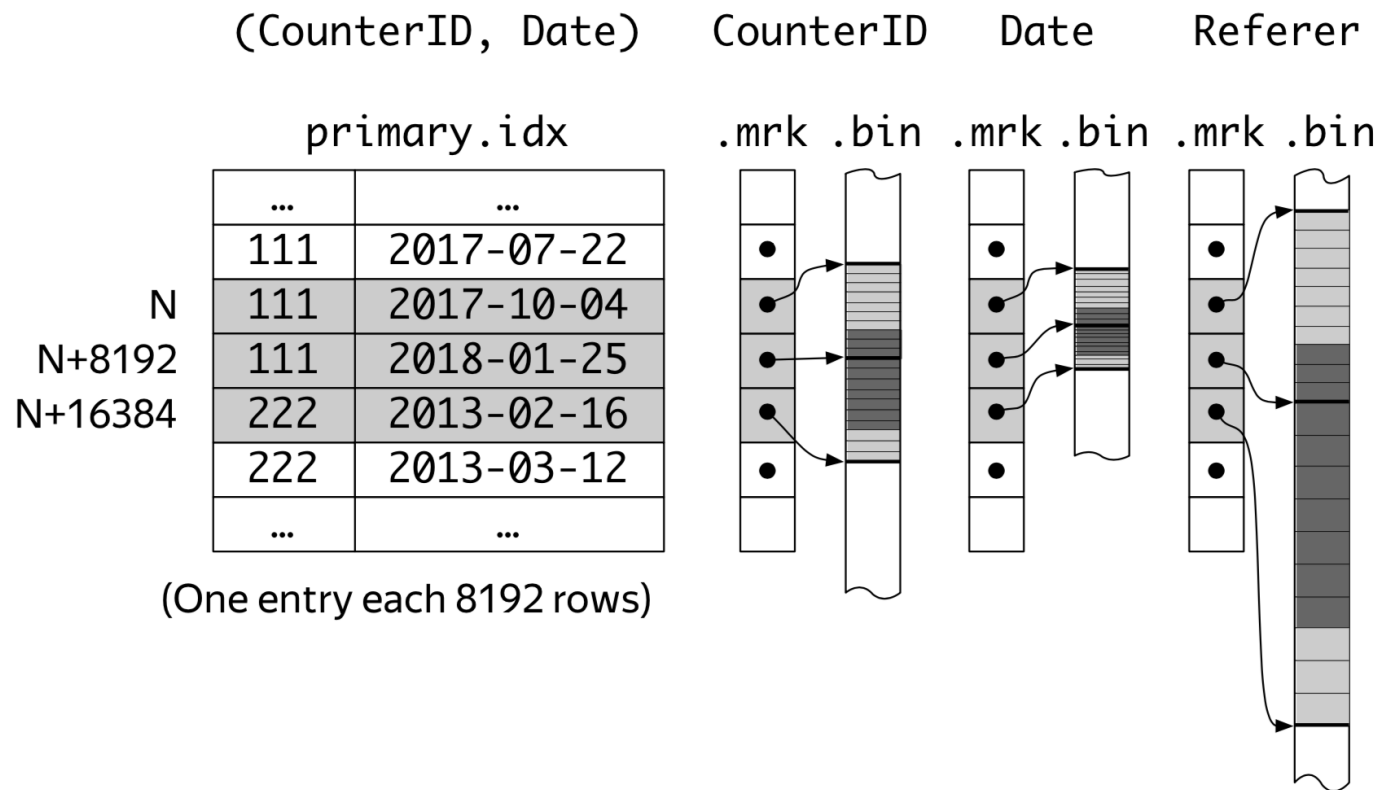 (CounterID, Date) CounterID Date Referer
primary.idx .mrk .bin .mrk .bin .mrk .bin
… …
111 2017-07-22
N 111 2017-10-04
N+8192 111 2018-01-25
N+16384 222 2013-02-16
222 2013-03-12
… …
(One entry each 8192 rows)